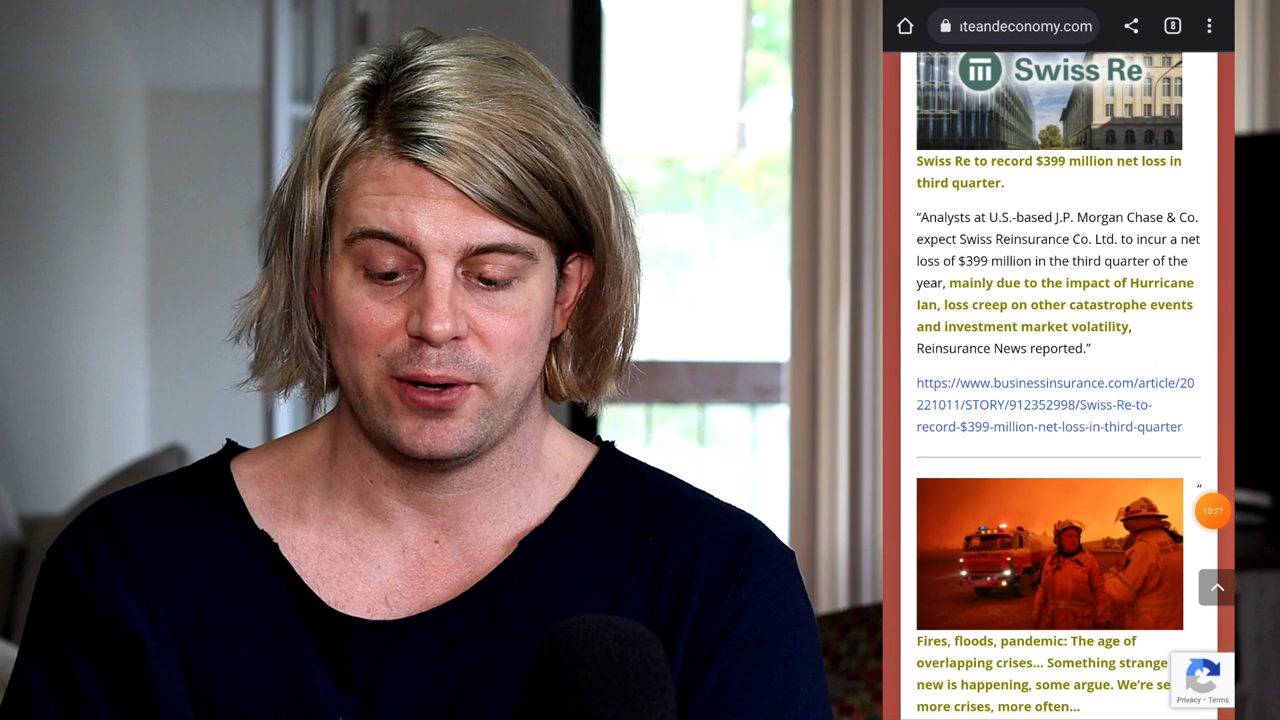 ıteandeconomy.com
8
Swiss Re
Swiss Re to record $399 million net loss in
third quarter.
“Analysts at U.S.-based J.P. Morgan Chase & Co.
expect Swiss Reinsurance Co. Ltd. to incur a net
loss of $399 million in the third quarter of the
year, mainly due to the impact of Hurricane
Ian, loss creep on other catastrophe events
and investment market volatility,
Reinsurance News reported.”
https://www.businessinsurance.com/article/20
221011/STORY/912352998/Swiss-Re-to-
record-$399-million-net-loss-in-third-quarter
“
10:27
Fires, floods, pandemic: The age of
overlapping crises… Something strange
new is happening, some argue. We’re se
more crises, more often…
Privacy - Terms